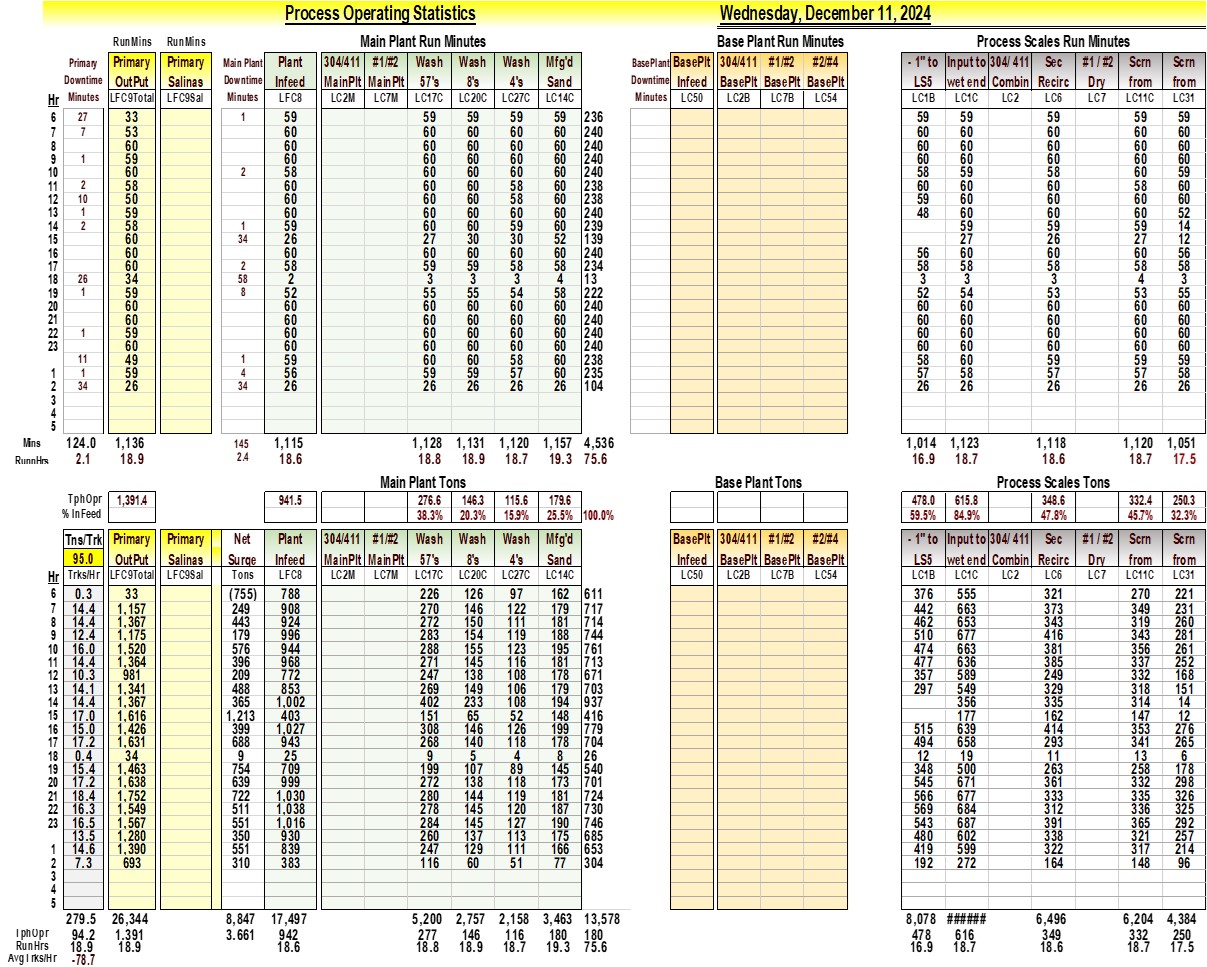 Process Operating Statistics Wednesday, December 11, 2024
RunMins RunMins Main Plant Run Minutes Base Plant Run Minutes Process Scales Run Minutes
Primary Primary Primary Main Plant Plant 304/411 #1/#2 Wash Wash Wash Mfg'd BasePlant BasePlt 304/411 #1/#2 #2/#4 - 1" to Input to 304/ 411 Sec #1 / #2 Scrn Scrn
Downtime OutPut Salinas Downtime Infeed MainPlt MainPlt 57's 8's 4's Sand Downtime Infeed BasePlt BasePlt BasePlt LS5 wet end Combin Recirc Dry from from
Hr Minutes LFC9Total LFC9Sal Minutes LFC8 LC2M LC7M LC17C LC20C LC27C LC14C Minutes LC50 LC2B LC7B LC54 LC1B LC1C LC2 LC6 LC7 LC11C LC31
6 27 33 1 59 59 59 59 59 236 59 59 59 59 59
7 7 53 60 60 60 60 60 240 60 60 60 60 60
8 60 60 60 60 60 60 240 60 60 60 60 60
9 1 59 60 60 60 60 60 240 60 60 60 60 60
10 60 2 58 60 60 60 60 240 58 59 58 60 59
11 2 58 60 60 60 58 60 238 60 60 60 58 60
12 10 50 60 60 60 58 60 238 59 60 60 60 60
13 1 59 60 60 60 60 60 240 48 60 60 60 52
14 2 58 1 59 60 60 59 60 239 60 59 59 14
15 60 34 26 27 30 30 52 139 27 26 27 12
16 60 60 60 60 60 60 240 56 60 60 60 56
17 60 2 58 59 59 58 58 234 58 58 58 58 58
18 26 34 58 2 3 3 3 4 13 3 3 3 4 3
19 1 59 8 52 55 55 54 58 222 52 54 53 53 55
20 60 60 60 60 60 60 240 60 60 60 60 60
21 60 60 60 60 60 60 240 60 60 60 60 60
22 1 59 60 60 60 60 60 240 60 60 60 60 60
23 60 60 60 60 60 60 240 60 60 60 60 60
11 49 1 59 60 60 58 60 238 58 60 59 59 59
1 1 59 4 56 59 59 57 60 235 57 58 57 57 58
2 34 26 34 26 26 26 26 26 104 26 26 26 26 26
3
4
5
Mins 124.0 1,136 145 1,115 1,128 1,131 1,120 1,157 4,536 1,014 1,123 1,118 1,120 1,051
RunnHrs 2.1 18.9 2.4 18.6 18.8 18.9 18.7 19.3 75.6 16.9 18.7 18.6 18.7 17.5
Main Plant Tons Base Plant Tons Process Scales Tons
TphOpr 1,391.4 941.5 276.6 146.3 115.6 179.6 478.0 615.8 348.6 332.4 250.3
% InFeed 38.3% 20.3% 15.9% 25.5% 100.0% 59.5% 84.9% 47.8% 45.7% 32.3%
Tns/Trk Primary Primary Net Plant 304/411 #1/#2 Wash Wash Wash Mfg'd BasePlt 304/411 #1/#2 #2/#4 - 1" to Input to 304/ 411 Sec #1 / #2 Scrn Scrn
95.0 OutPut Salinas Surge Infeed MainPlt MainPlt 57's 8's 4's Sand Infeed BasePlt BasePlt BasePlt LS5 wet end Combin Recirc Dry from from
Hr Trks/Hr LFC9Total LFC9Sal Tons LFC8 LC2M LC7M LC17C LC20C LC27C LC14C LC50 LC2B LC7B LC54 LC1B LC1C LC2 LC6 LC7 LC11C LC31
6 0.3 33 (755) 788 226 126 97 162 611 376 555 321 270 221
7 14.4 1,157 249 908 270 146 122 179 717 442 663 373 349 231
8 14.4 1,367 443 924 272 150 111 181 714 462 653 343 319 260
9 12.4 1,175 179 996 283 154 119 188 744 510 677 416 343 281
10 16.0 1,520 576 944 288 155 123 195 761 474 663 381 356 261
11 14.4 1,364 396 968 271 145 116 181 713 477 636 385 337 252
12 10.3 981 209 772 247 138 108 178 671 357 589 249 332 168
13 14.1 1,341 488 853 269 149 106 179 703 297 549 329 318 151
14 14.4 1,367 365 1,002 402 233 108 194 937 356 335 314 14
15 17.0 1,616 1,213 403 151 65 52 148 416 177 162 147 12
16 15.0 1,426 399 1,027 308 146 126 199 779 515 639 414 353 276
17 17.2 1,631 688 943 268 140 118 178 704 494 658 293 341 265
18 0.4 34 9 25 9 5 4 8 26 12 19 11 13 6
19 15.4 1,463 754 709 199 107 89 145 540 348 500 263 258 178
20 17.2 1,638 639 999 272 138 118 173 701 545 671 361 332 298
21 18.4 1,752 722 1,030 280 144 119 181 724 566 677 333 335 326
22 16.3 1,549 511 1,038 278 145 120 187 730 569 684 312 336 325
23 16.5 1,567 551 1,016 284 145 127 190 746 543 687 391 365 292
13.5 1,280 350 930 260 137 113 175 685 480 602 338 321 257
1 14.6 1,390 551 839 247 129 111 166 653 419 599 322 317 214
2 7.3 693 310 383 116 60 51 77 304 192 272 164 148 96
3
4
5
279.5 26,344 8,847 17,497 5,200 2,757 2,158 3,463 13,578 8,078 ###### 6,496 6,204 4,384
TphOpr 94.2 1.391 3.661 942 277 146 116 180 180 478 616 349 332 250
RunHrs 18.9 18.9 18.6 18.8 18.9 18.7 19.3 75.6 16.9 18.7 18.6 18.7 17.5
Avg Trks/Hr -78.7